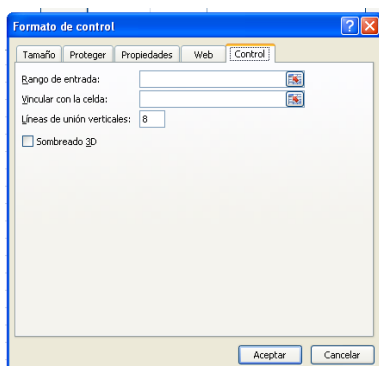 Formato de control
Tamaño Proteger Propiedades Web Control
Rango de entrada:
Vincular con la celda:
Líneas de unión verticales: 8
Sombreado 3D
Aceptar Cancelar